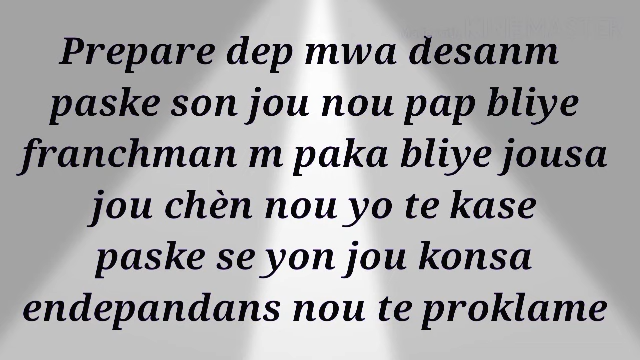 Prepare dep mwa desanm
paske son jou nou pap bliye
franchman m paka bliye jousa
jou chèn nou yo te kase
paske se yon jou konsa
endepandans nou te proklame